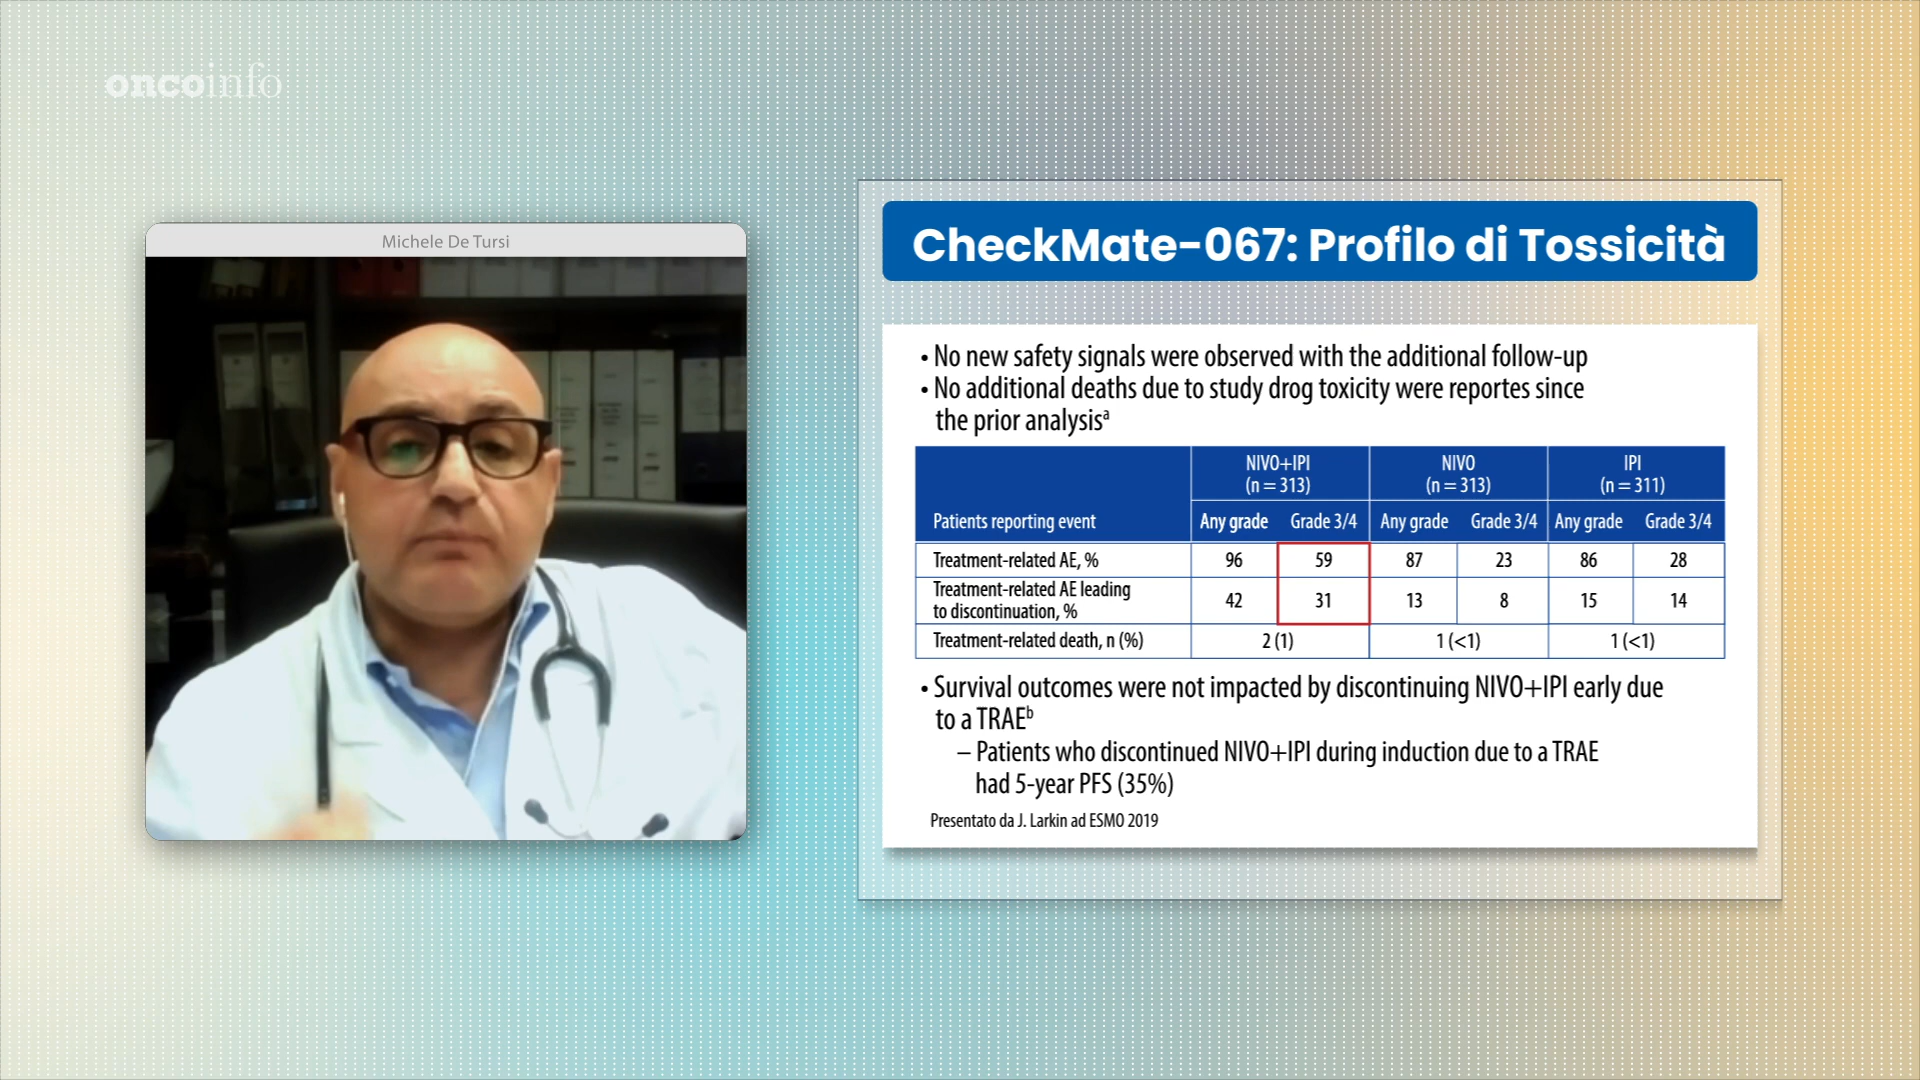 oncoinfo
Michele De Tursi
CheckMate-067: Profilo di Tossicità
• No new safety signals were observed with the additional follow-up
• No additional deaths due to study drug toxicity were reportes since
the prior analysisᵃ
NIVO+IPI NIVO IPI
(n = 313) (n = 313) (n = 311)
Patients reporting event Any grade Grade 3/4 Any grade Grade 3/4 Any grade Grade 3/4
Treatment-related AE, % 96 59 87 23 86 28
Treatment-related AE leading
to discontinuation, % 42 31 13 8 15 14
Treatment-related death, n (%) 2 (1) 1 (<1) 1 (<1)
• Survival outcomes were not impacted by discontinuing NIVO+IPI early due
to a TRAEᵇ
– Patients who discontinued NIVO+IPI during induction due to a TRAE
had 5-year PFS (35%)
Presentato da J. Larkin ad ESMO 2019